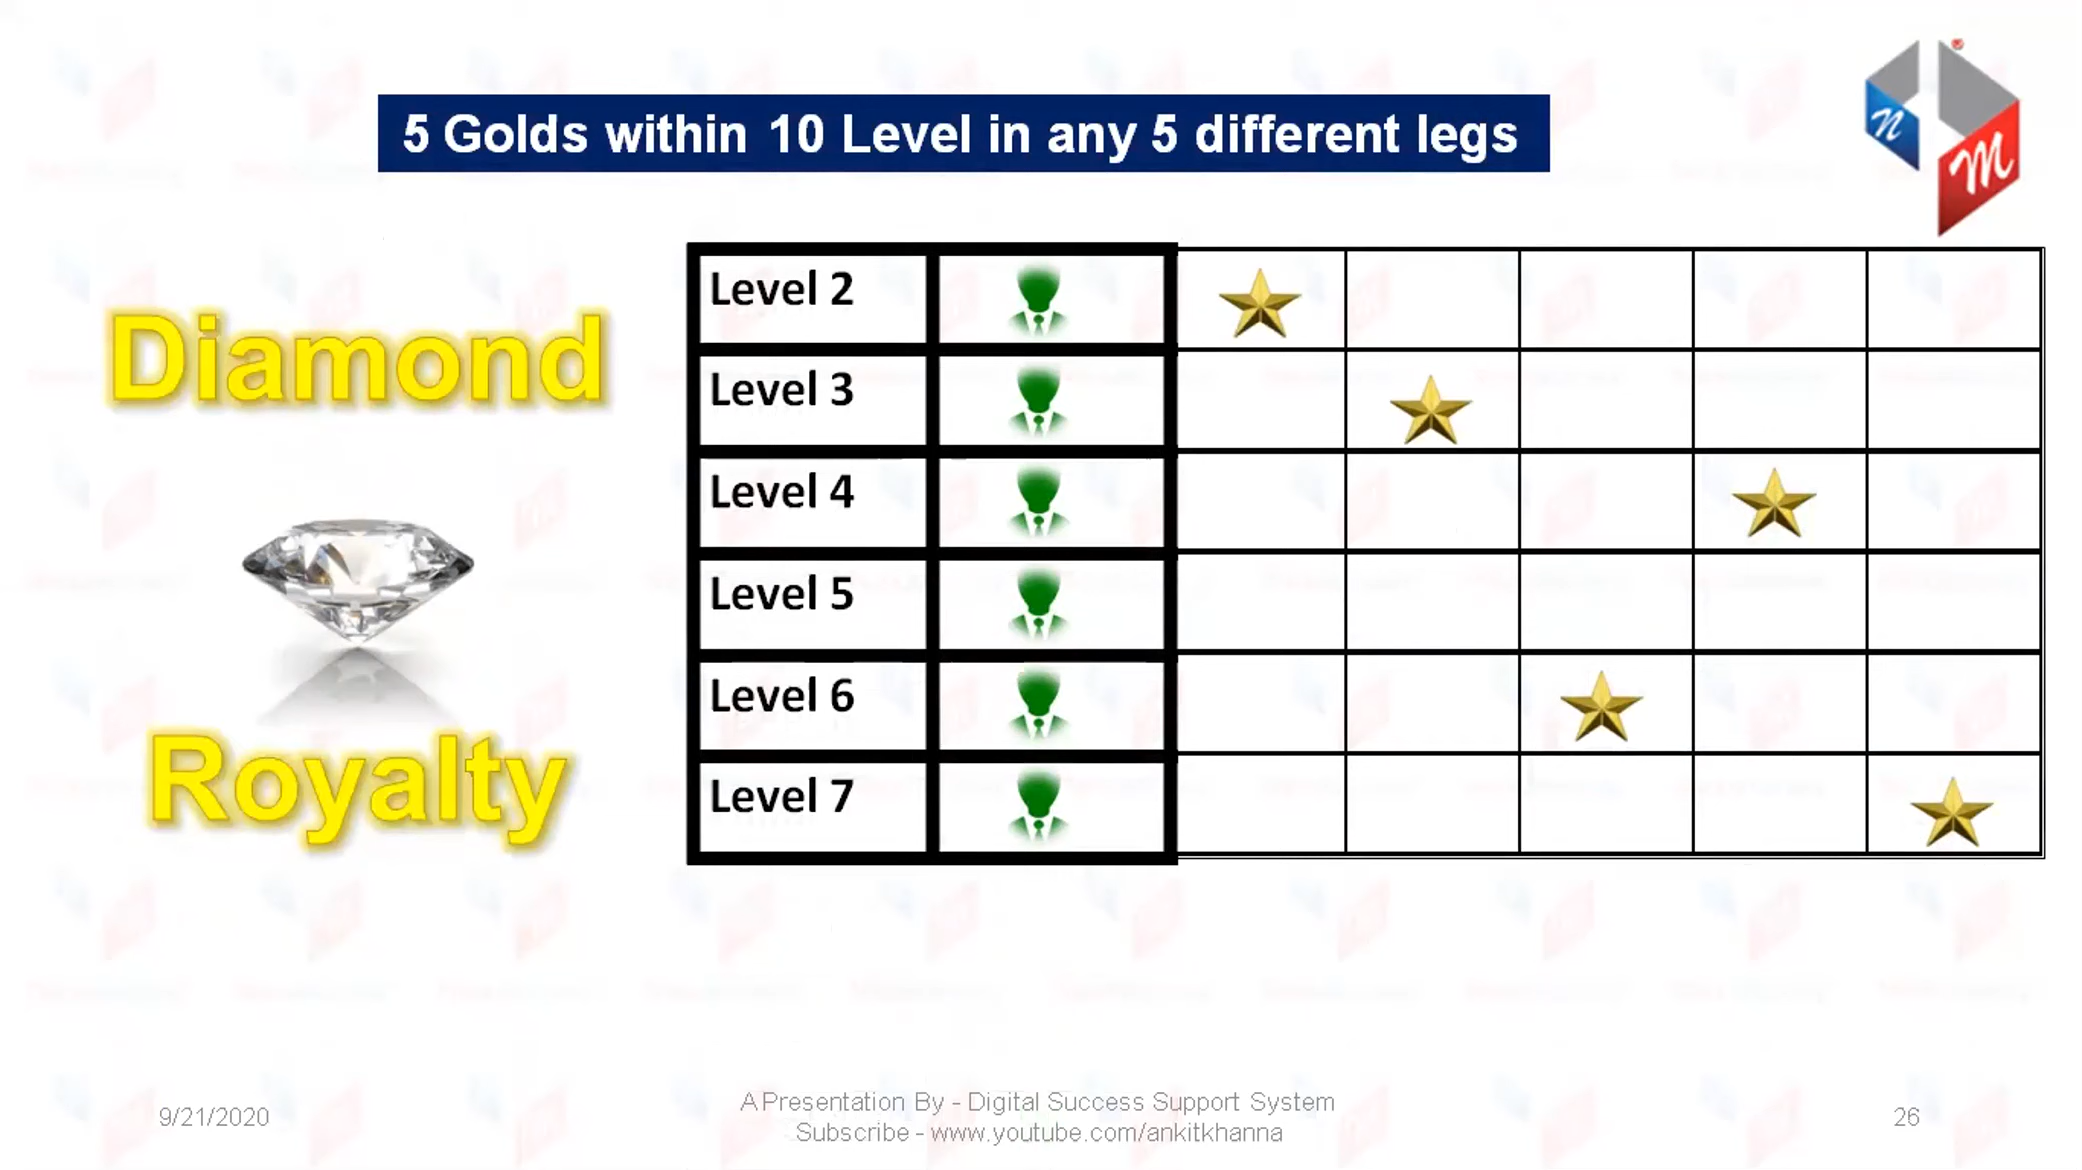 5 Golds within 10 Level in any 5 different legs
n
M
Diamond
Royalty
Level 2
Level 3
Level 4
Level 5
Level 6
Level 7
9/21/2020
A Presentation By - Digital Success Support System
Subscribe - www.youtube.com/ankitkhanna
26